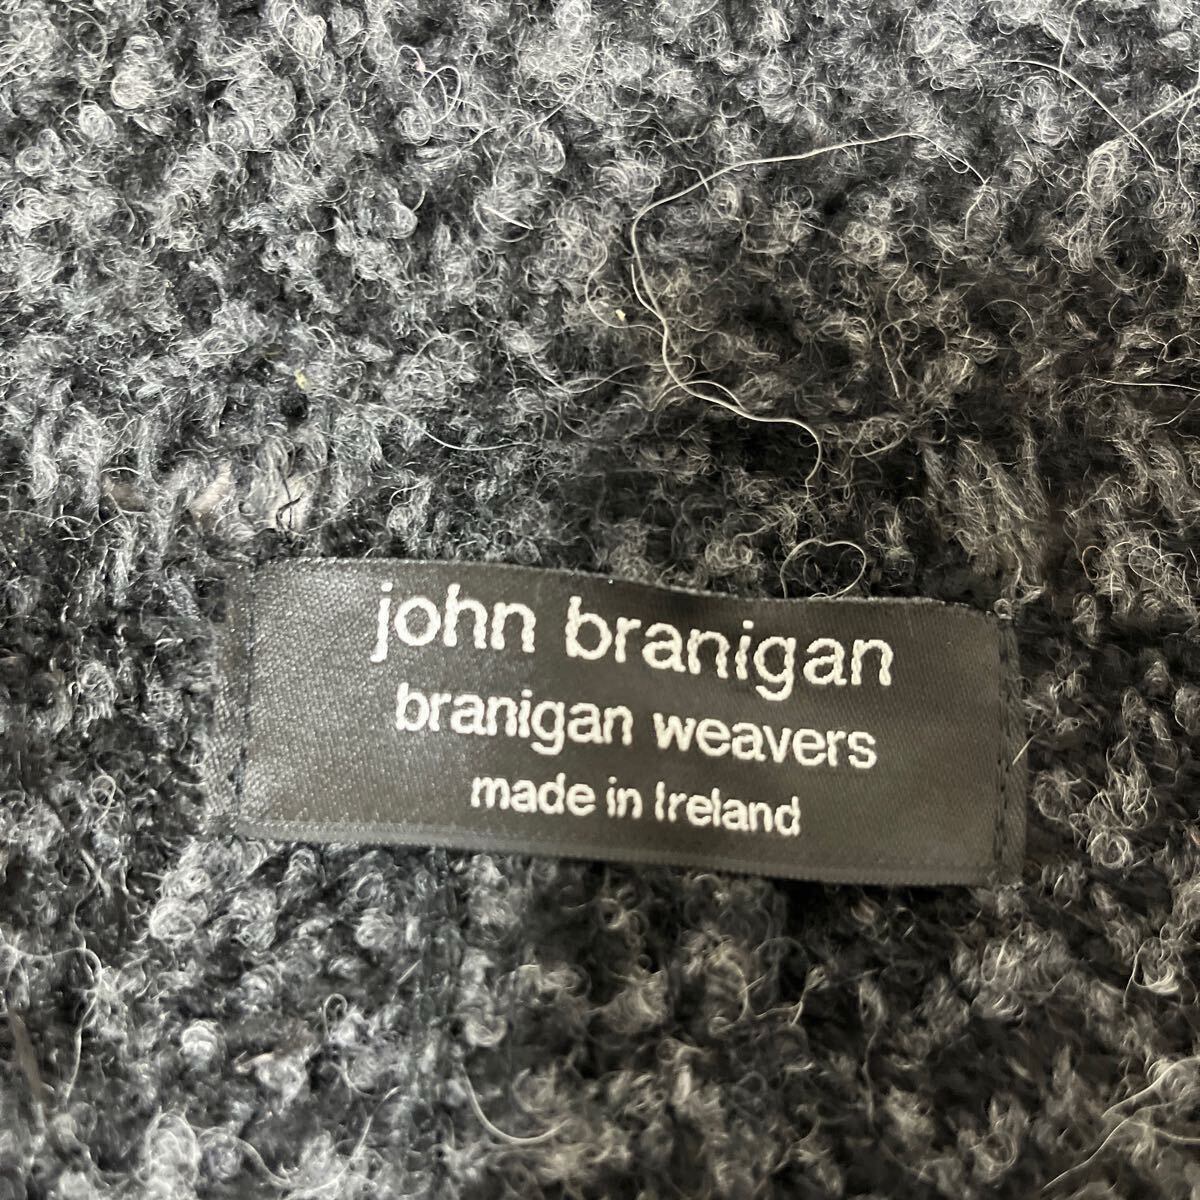 john branigan
branigan weavers
made in Ireland